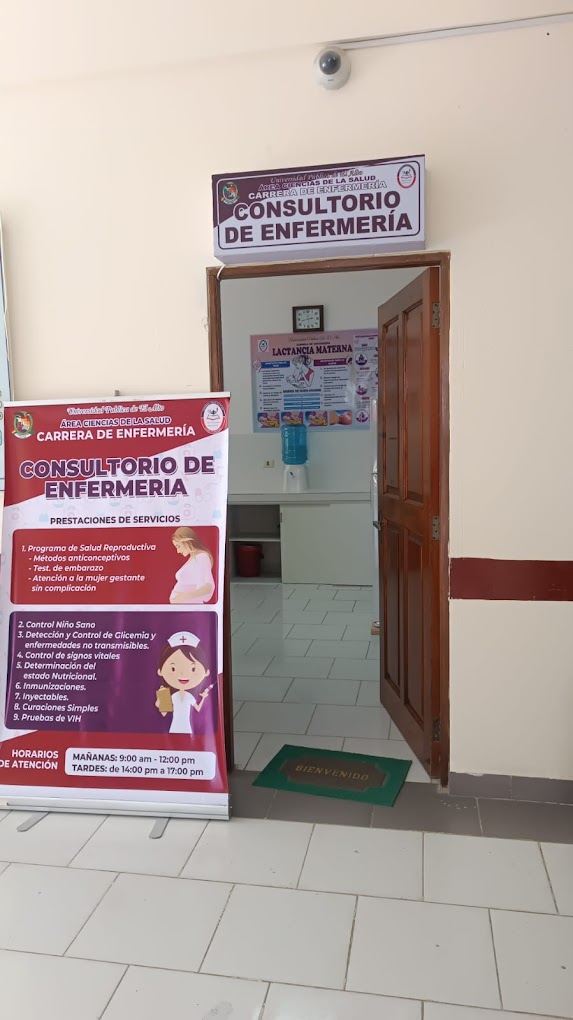 Universidad Pública de El Alto
ÁREA CIENCIAS DE LA SALUD
CARRERA DE ENFERMERÍA
CONSULTORIO
DE ENFERMERÍA
LACTANCIA MATERNA
Universidad Publica de El Alto
ÁREA CIENCIAS DE LA SALUD
CARRERA DE ENFERMERÍA
CONSULTORIO DE
ENFERMERIA
PRESTACIONES DE SERVICIOS
1. Programa de Salud Reproductiva
- Métodos anticonceptivos
- Test. de embarazo
- Atención a la mujer gestante
sin complicación
2. Control Niño Sano
3. Detección y Control de Glicemia y
enfermedades no transmisibles.
4. Control de signos vitales
5. Determinación del
estado Nutricional.
6. Inmunizaciones.
7. Inyectables.
8. Curaciones Simples
9. Pruebas de VIH
HORARIOS
DE ATENCIÓN
MAÑANAS: 9:00 am - 12:00 pm
TARDES: de 14:00 pm a 17:00 pm
BIENVENIDO